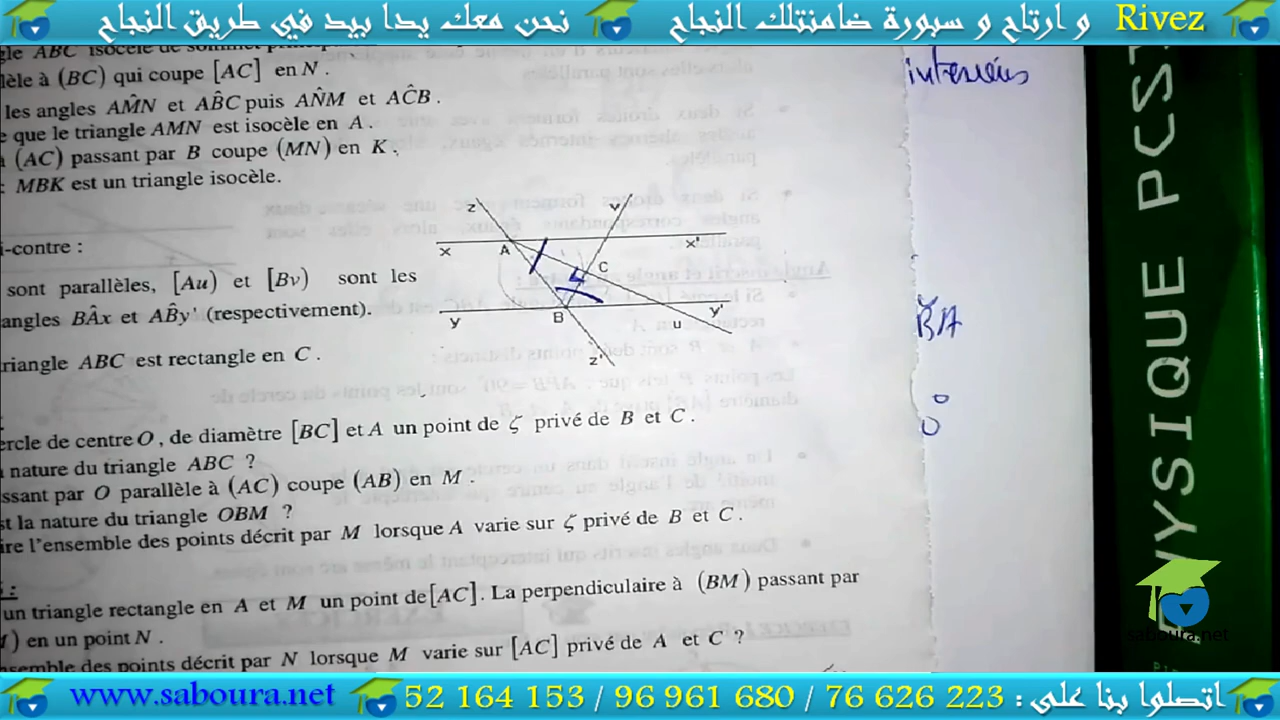 نحن معك يدا بيد في طريق النجاح و ارتاح و سبورة ضامنتلك النجاح Rivez
gle ABC isocèle de sommet
lèle à (BC) qui coupe [AC] en N .
les angles AM̂N et AB̂C puis AN̂M et AĈB .
e que le triangle AMN est isocèle en A .
(AC) passant par B coupe (MN) en K .
: MBK est un triangle isocèle.
i-contre :
sont parallèles, [Au) et [Bv) sont les
angles BÂx et AB̂y' (respectivement).
riangle ABC est rectangle en C .
z
v
x
A
x'
C
y
B
u
y'
z'
ercle de centre O , de diamètre [BC] et A un point de ζ privé de B et C .
nature du triangle ABC ?
ssant par O parallèle à (AC) coupe (AB) en M .
st la nature du triangle OBM ?
ire l'ensemble des points décrit par M lorsque A varie sur ζ privé de B et C .
:
un triangle rectangle en A et M un point de [AC]. La perpendiculaire à (BM) passant par
) en un point N .
nsemble des points décrit par N lorsque M varie sur [AC] privé de A et C ?
BA
PHYSIQUE PCST
saboura.net
www.saboura.net 52 164 153 / 96 961 680 / 76 626 223 : اتصلوا بنا على